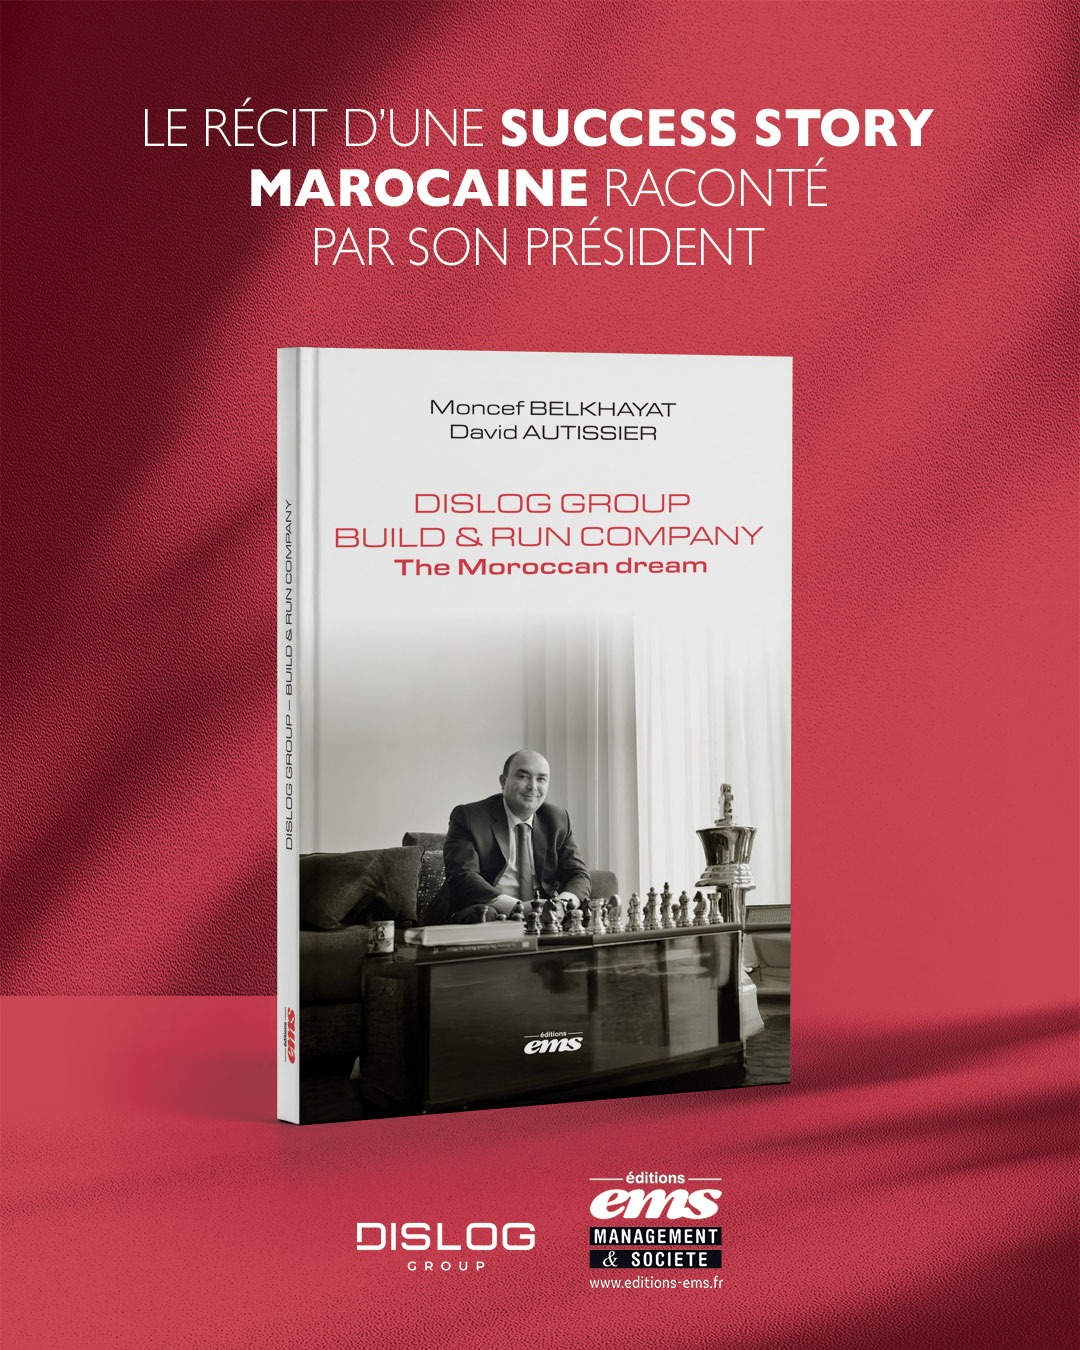 LE RÉCIT D'UNE SUCCESS STORY
MAROCAINE RACONTÉ
PAR SON PRÉSIDENT
Moncef BELKHAYAT
David AUTISSIER
DISLOG GROUP
BUILD & RUN COMPANY
The Moroccan dream
DISLOG GROUP – BUILD & RUN COMPANY
éditions
ems
ems
DISLOG
GROUP
éditions
ems
MANAGEMENT
& SOCIETE
www.editions-ems.fr